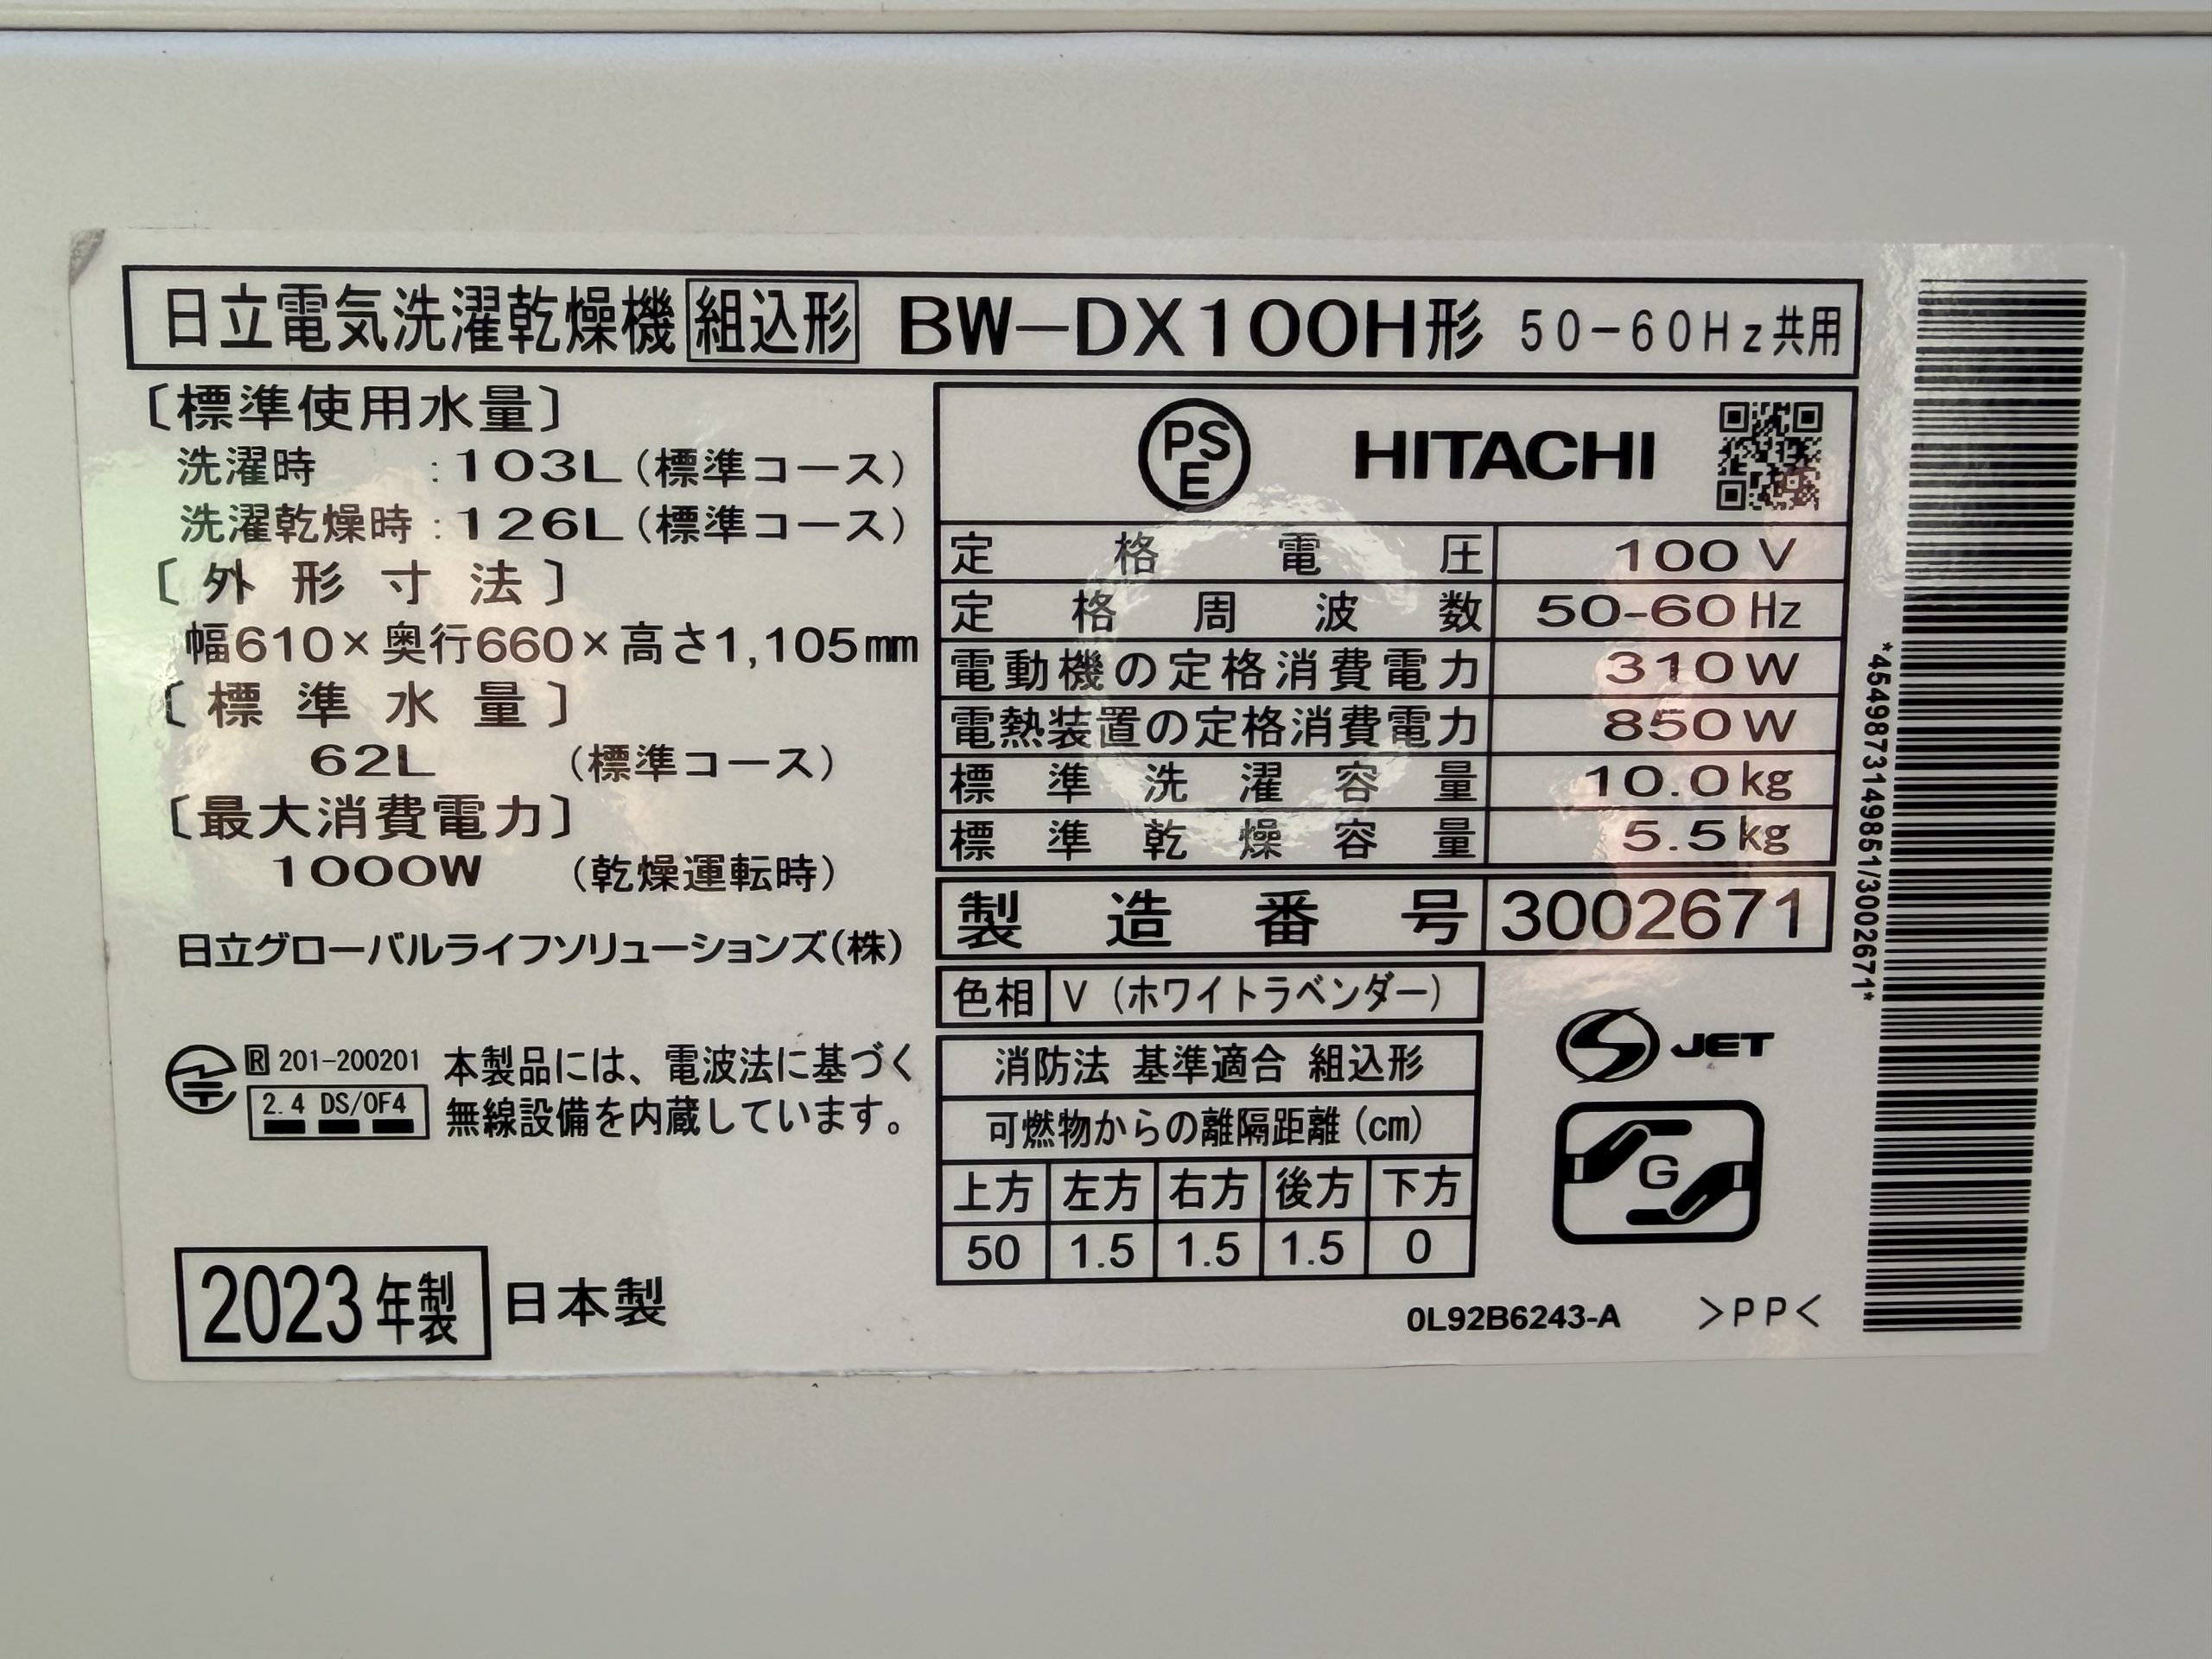 日立電気洗濯乾燥機 組込形 BW-DX100H形 50-60Hz共用
〔標準使用水量〕
洗濯時 :103L(標準コース)
洗濯乾燥時:126L(標準コース)
〔外形寸法〕
幅610×奥行660×高さ1,105mm
〔標準水量〕
62L (標準コース)
〔最大消費電力〕
1000W (乾燥運転時)
日立グローバルライフソリューションズ(株)
R 201-200201
2.4 DS/OF4
本製品には、電波法に基づく
無線設備を内蔵しています。
2023年製 日本製
PS
E
HITACHI
定格電圧 100V
定格周波数 50-60Hz
電動機の定格消費電力 310W
電熱装置の定格消費電力 850W
標準洗濯容量 10.0kg
標準乾燥容量 5.5kg
製造番号 3002671
色相 V (ホワイトラベンダー)
消防法 基準適合 組込形
可燃物からの離隔距離(cm)
上方 左方 右方 後方 下方
50 1.5 1.5 1.5 0
S JET
G
0L92B6243-A >PP<
*4549873149851/3002671*